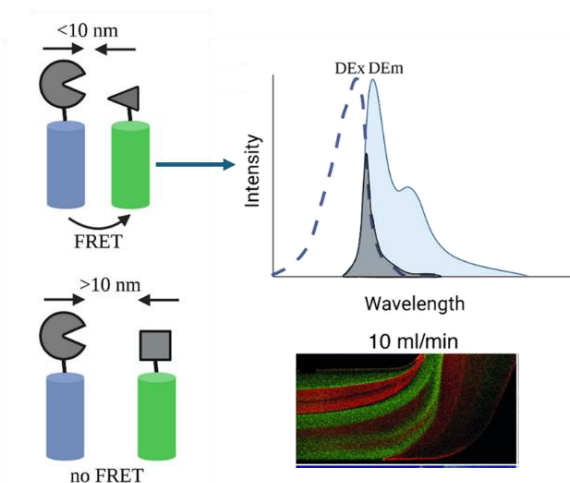 <10 nm
FRET
>10 nm
no FRET
DEx DEm
Intensity
Wavelength
10 ml/min